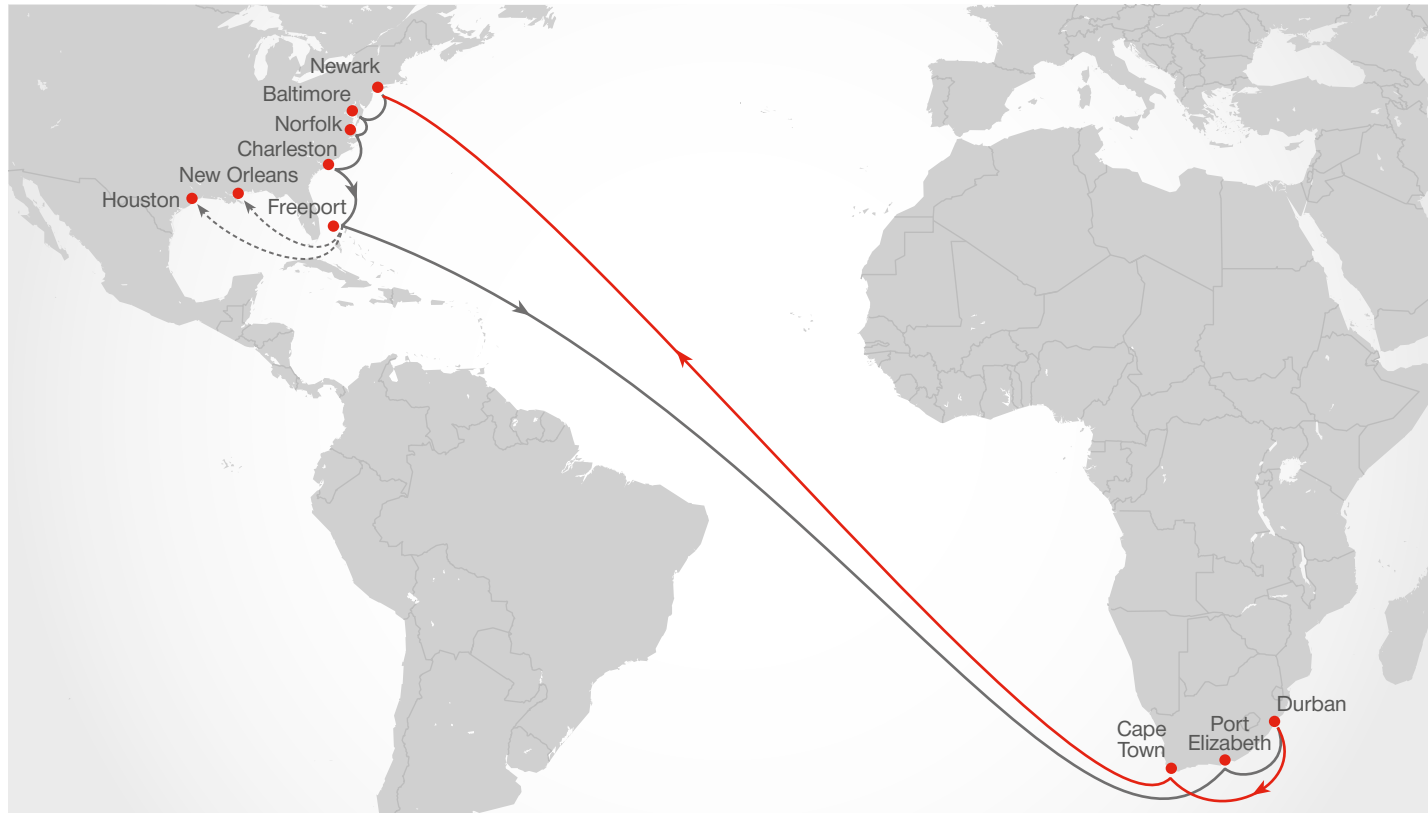 Newark
Baltimore
Norfolk
Charleston
New Orleans
Houston
Freeport
Durban
Cape
Town
Port
Elizabeth